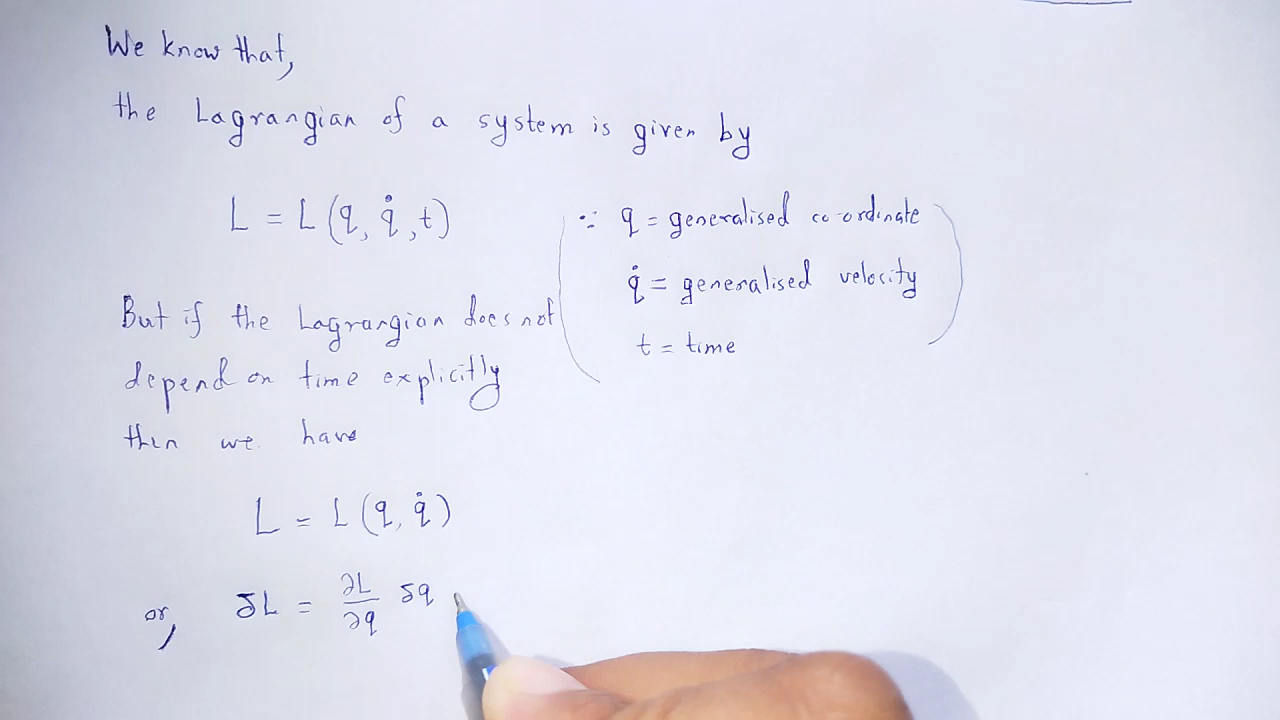 We know that,
the Lagrangian of a system is given by
L = L(q, q̇, t)
∵ q = generalised co-ordinate
q̇ = generalised velocity
t = time
But if the Lagrangian does not
depend on time explicitly
then we have
L = L(q, q̇)
or, δL = ∂L/∂q δq